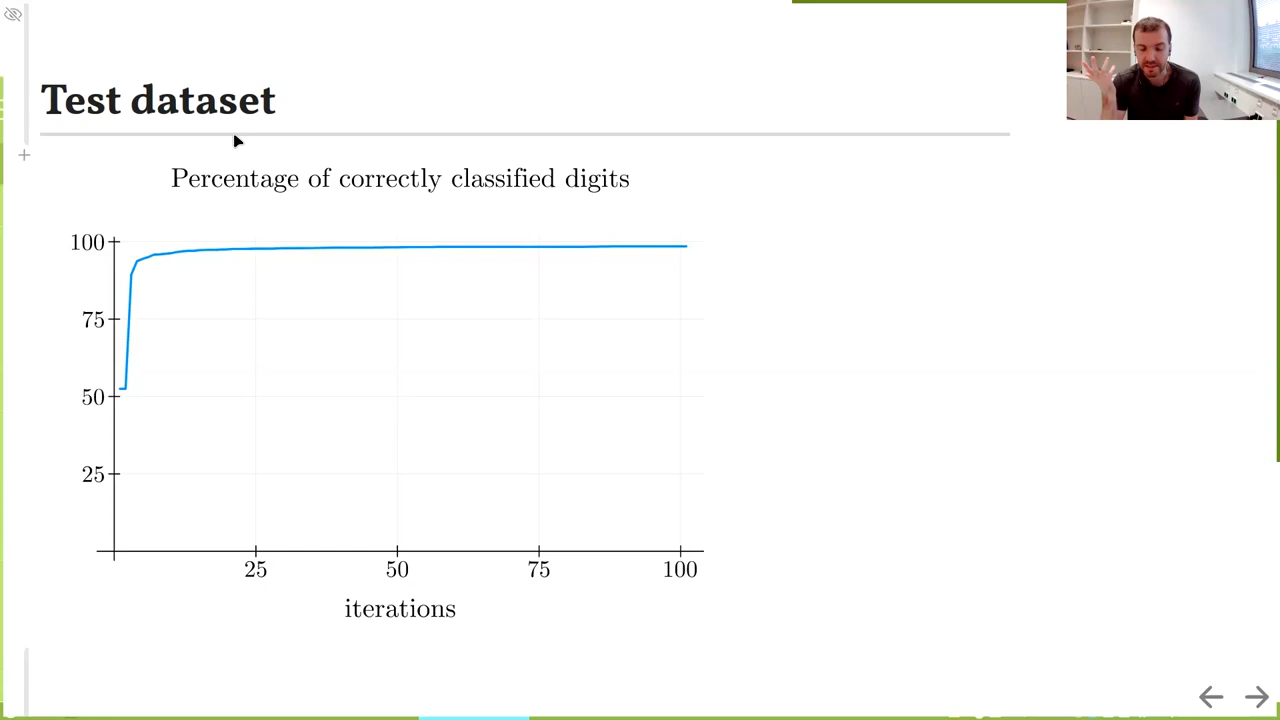 Test dataset
Percentage of correctly classified digits
100
75
50
25
25 50 75 100
iterations